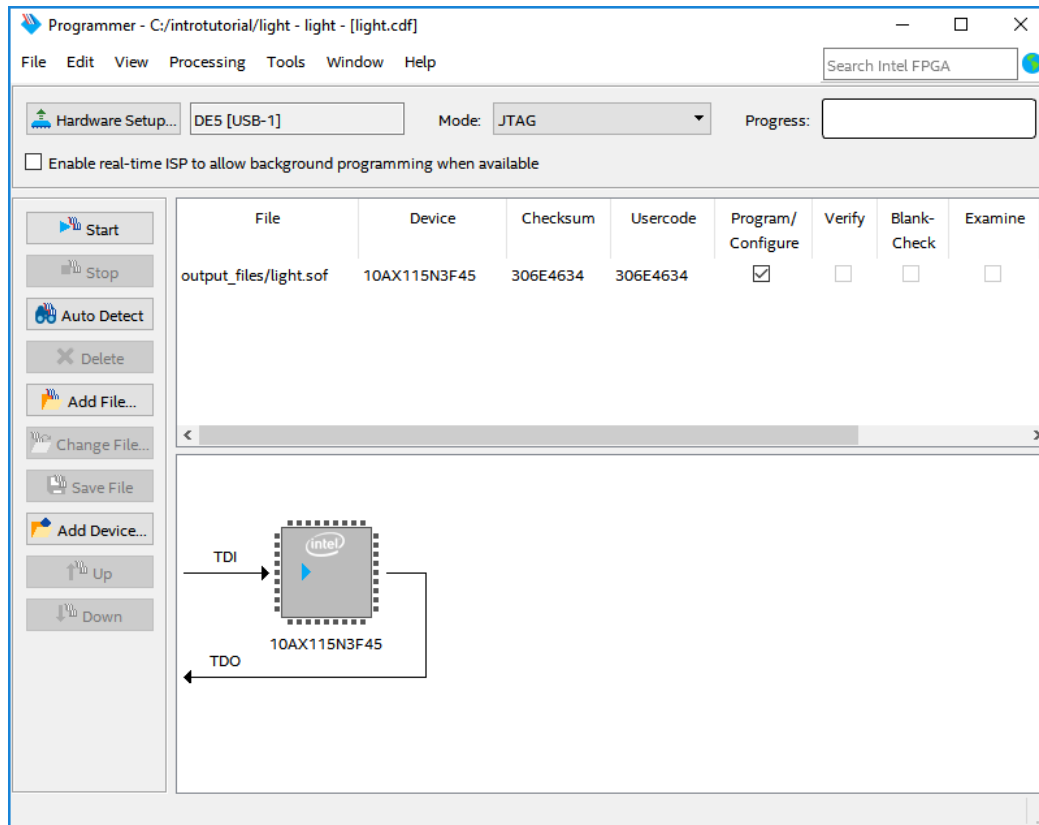 Programmer - C:/introtutorial/light - light - [light.cdf]
File Edit View Processing Tools Window Help
Search Intel FPGA
Hardware Setup... DE5 [USB-1] Mode: JTAG Progress:
Enable real-time ISP to allow background programming when available
Start
Stop
Auto Detect
Delete
Add File...
Change File...
Save File
Add Device...
Up
Down
File Device Checksum Usercode Program/ Verify Blank- Examine
Configure Check
output_files/light.sof 10AX115N3F45 306E4634 306E4634
TDI
intel
10AX115N3F45
TDO